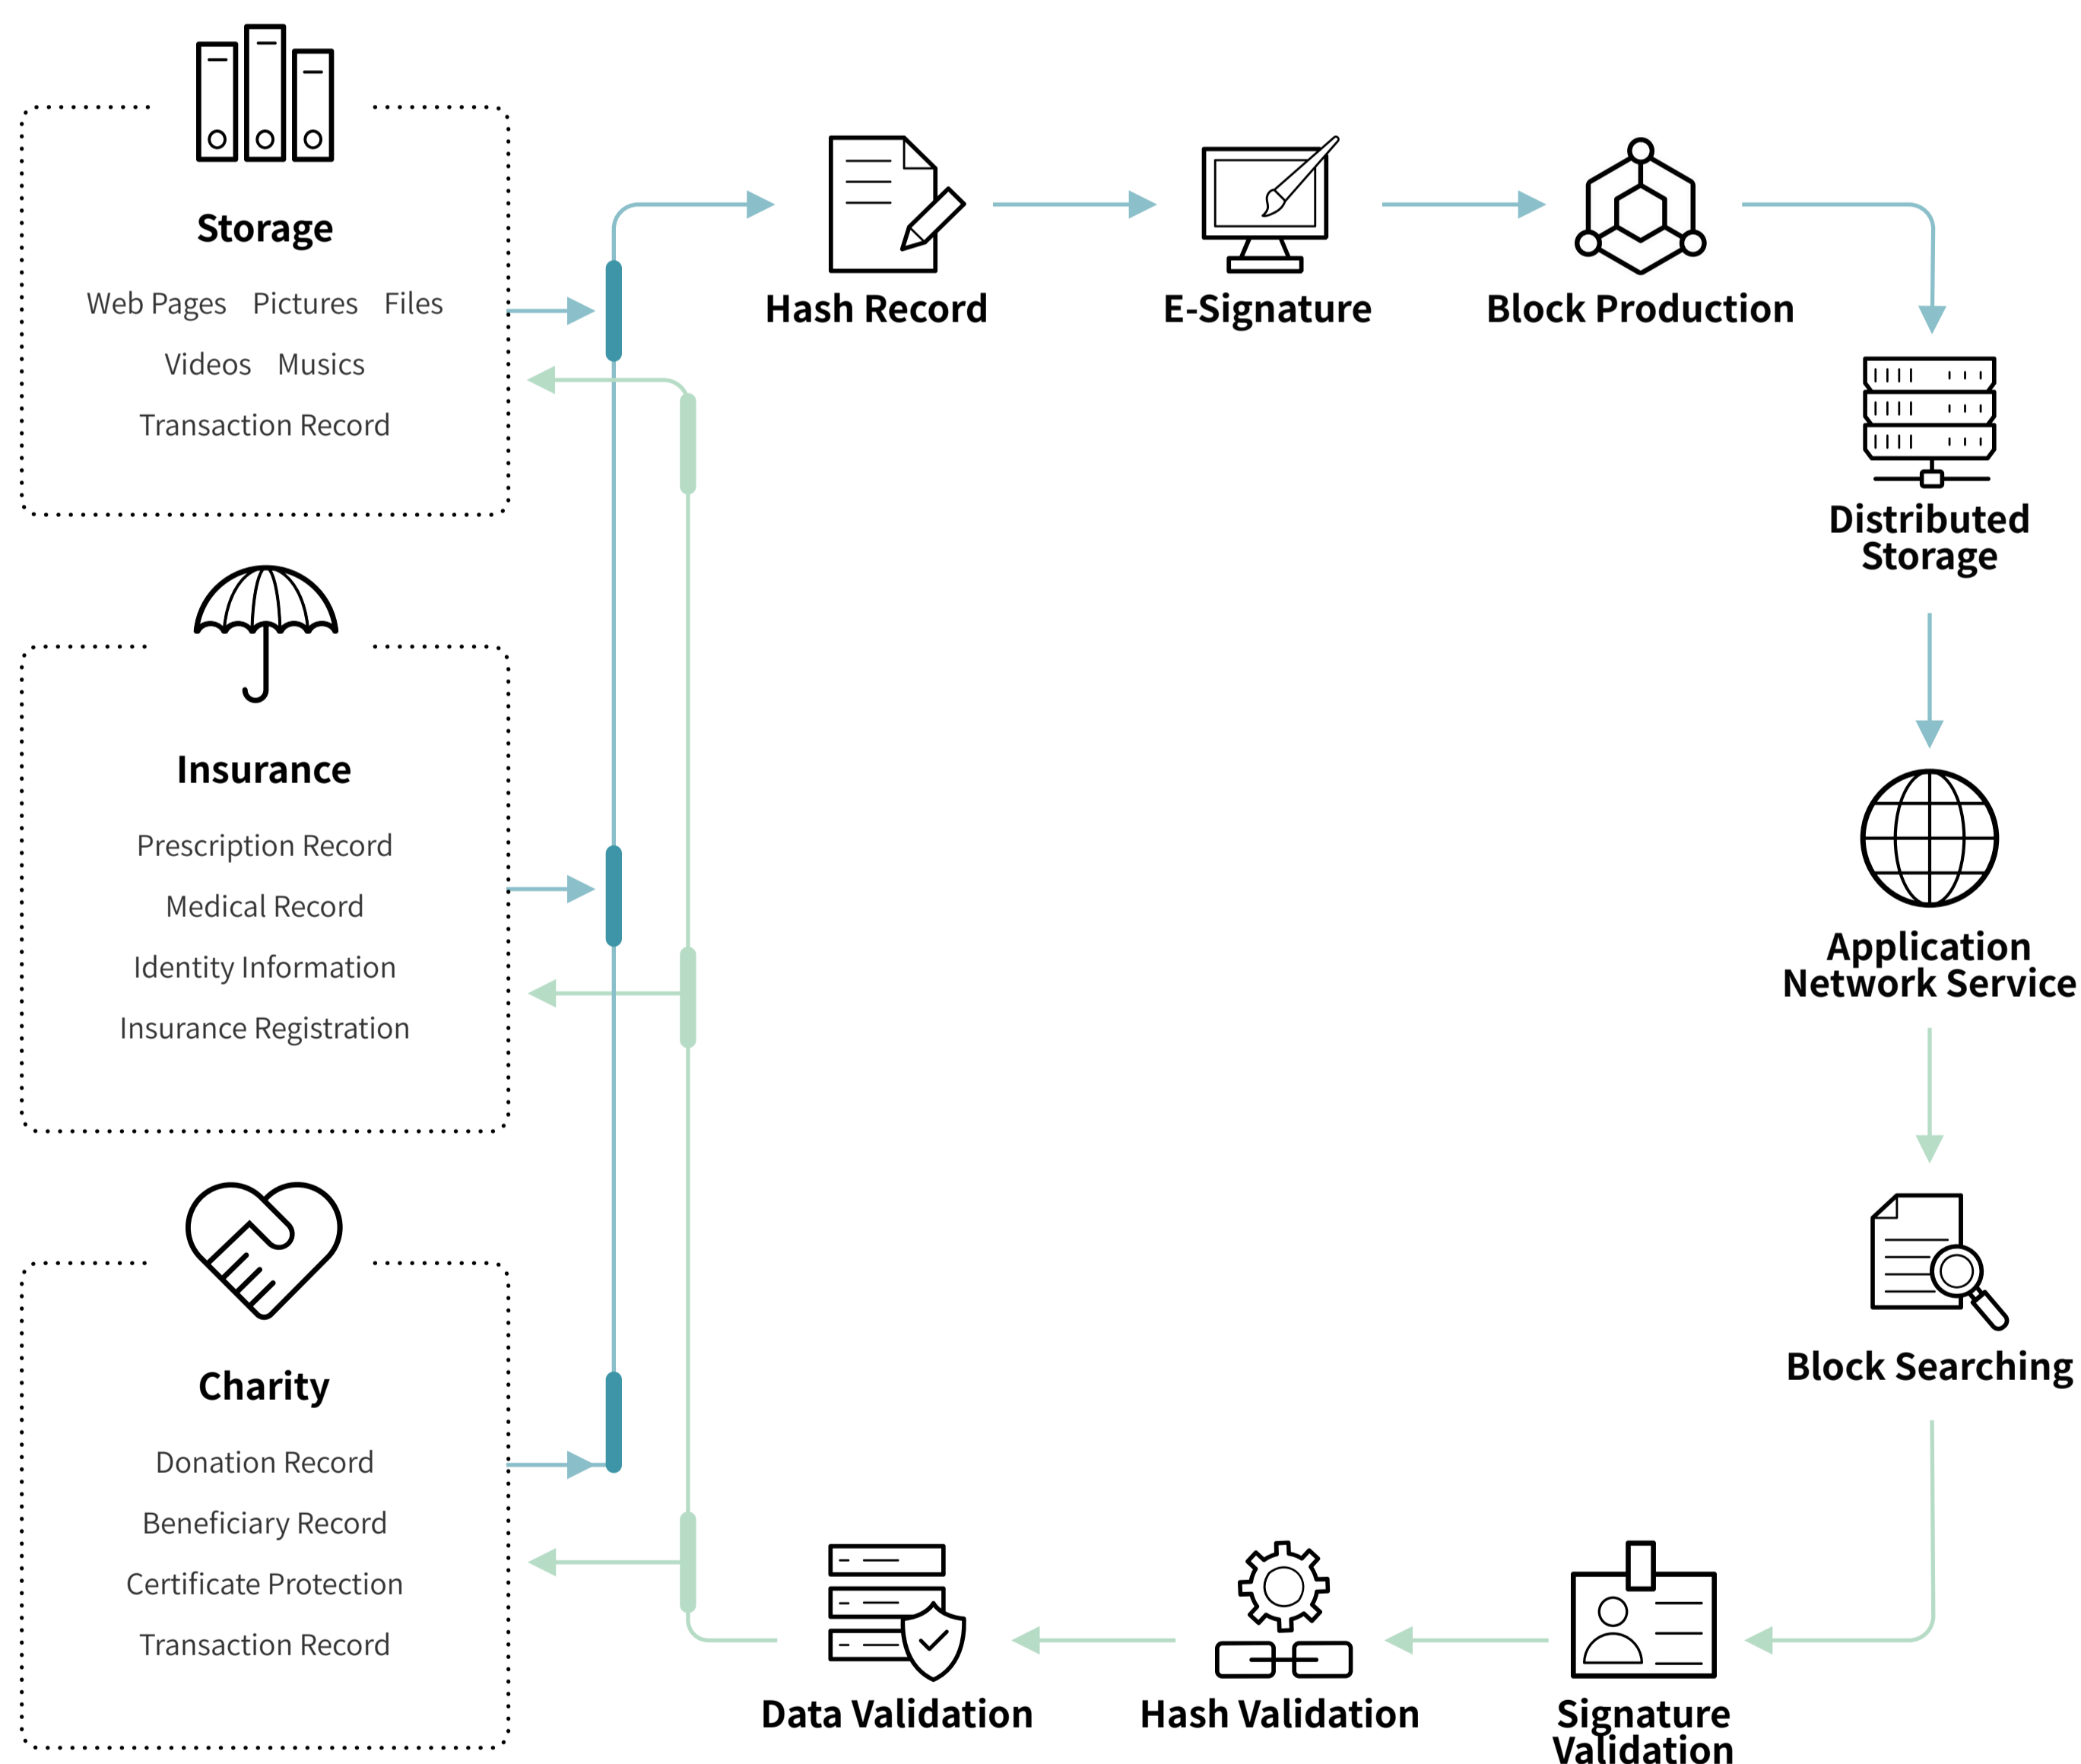 Storage
Web Pages Pictures Files
Videos Musics
Transaction Record
Hash Record
E-Signature
Block Production
Distributed
Storage
Insurance
Prescription Record
Medical Record
Identity Information
Insurance Registration
Application
Network Service
Charity
Donation Record
Beneficiary Record
Certificate Protection
Transaction Record
Block Searching
Data Validation
Hash Validation
Signature
Validation